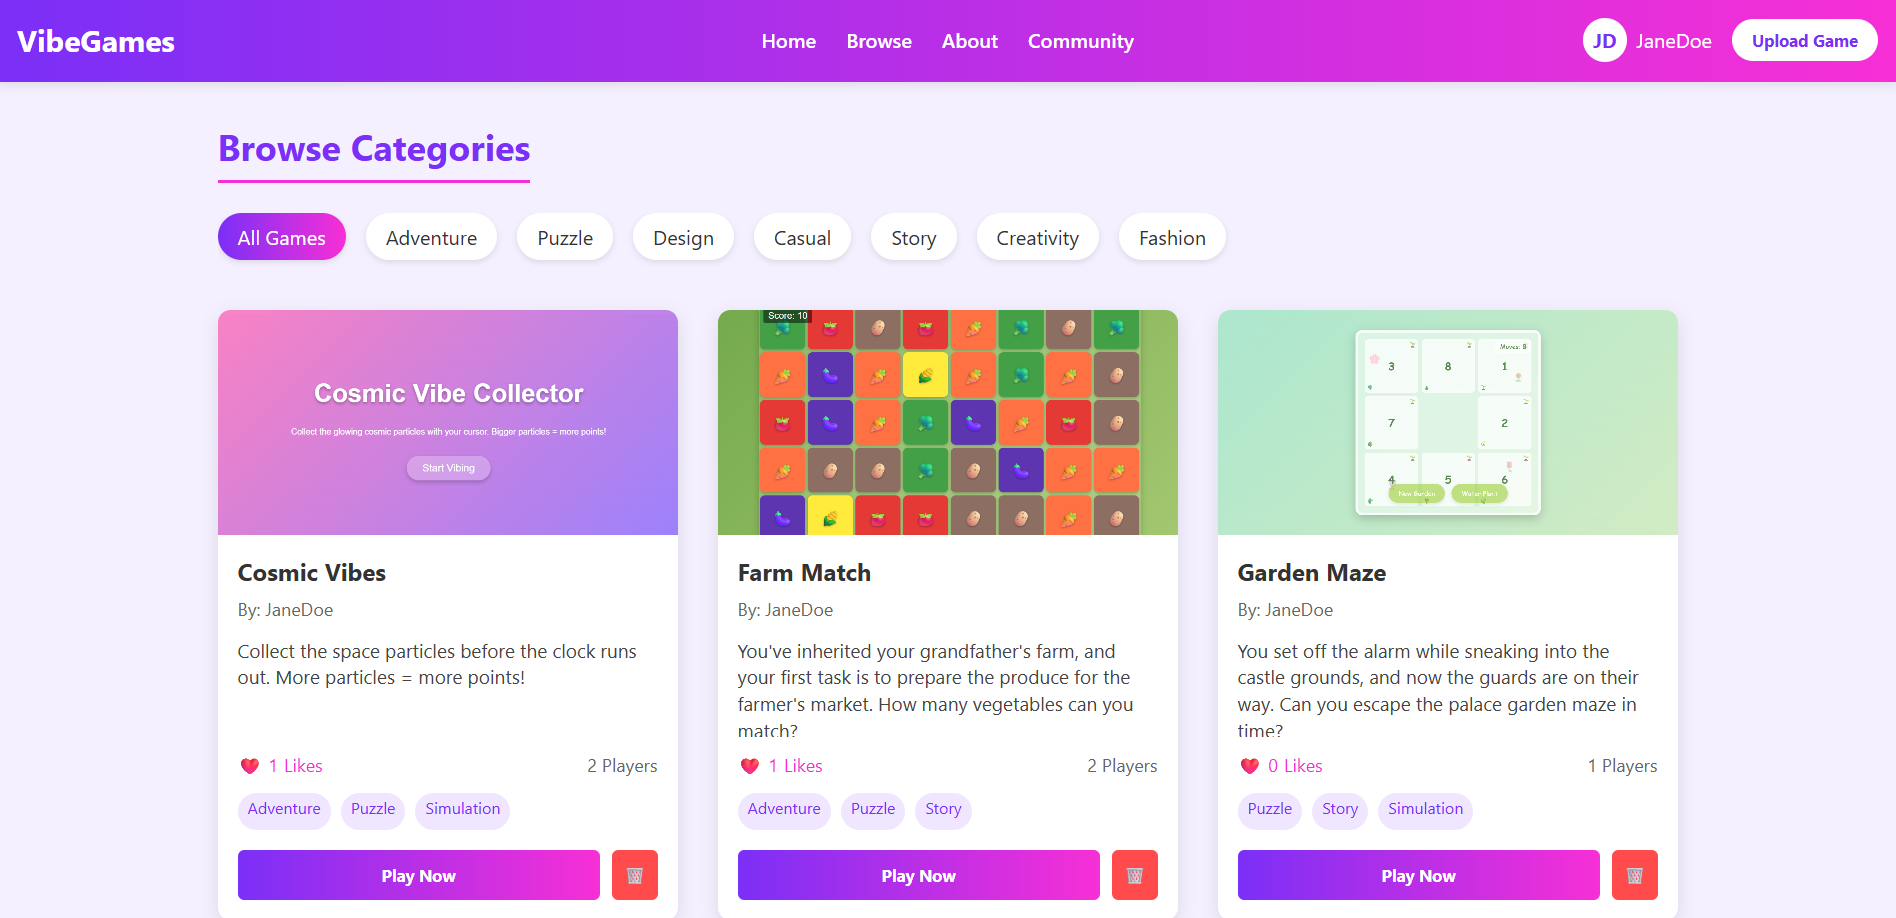 VibeGames
Home Browse About Community
JD JaneDoe Upload Game
Browse Categories
All Games Adventure Puzzle Design Casual Story Creativity Fashion
Cosmic Vibe Collector
Collect the glowing cosmic particles with your cursor. Bigger particles = more points!
Start Vibing
Cosmic Vibes
By: JaneDoe
Collect the space particles before the clock runs
out. More particles = more points!
1 Likes 2 Players
Adventure Puzzle Simulation
Play Now
Score: 10
Farm Match
By: JaneDoe
You've inherited your grandfather's farm, and
your first task is to prepare the produce for the
farmer's market. How many vegetables can you
match?
1 Likes 2 Players
Adventure Puzzle Story
Play Now
Moves: 8
3 8 1
7 2
4 5 6
New Garden Water Plant
Garden Maze
By: JaneDoe
You set off the alarm while sneaking into the
castle grounds, and now the guards are on their
way. Can you escape the palace garden maze in
time?
0 Likes 1 Players
Puzzle Story Simulation
Play Now